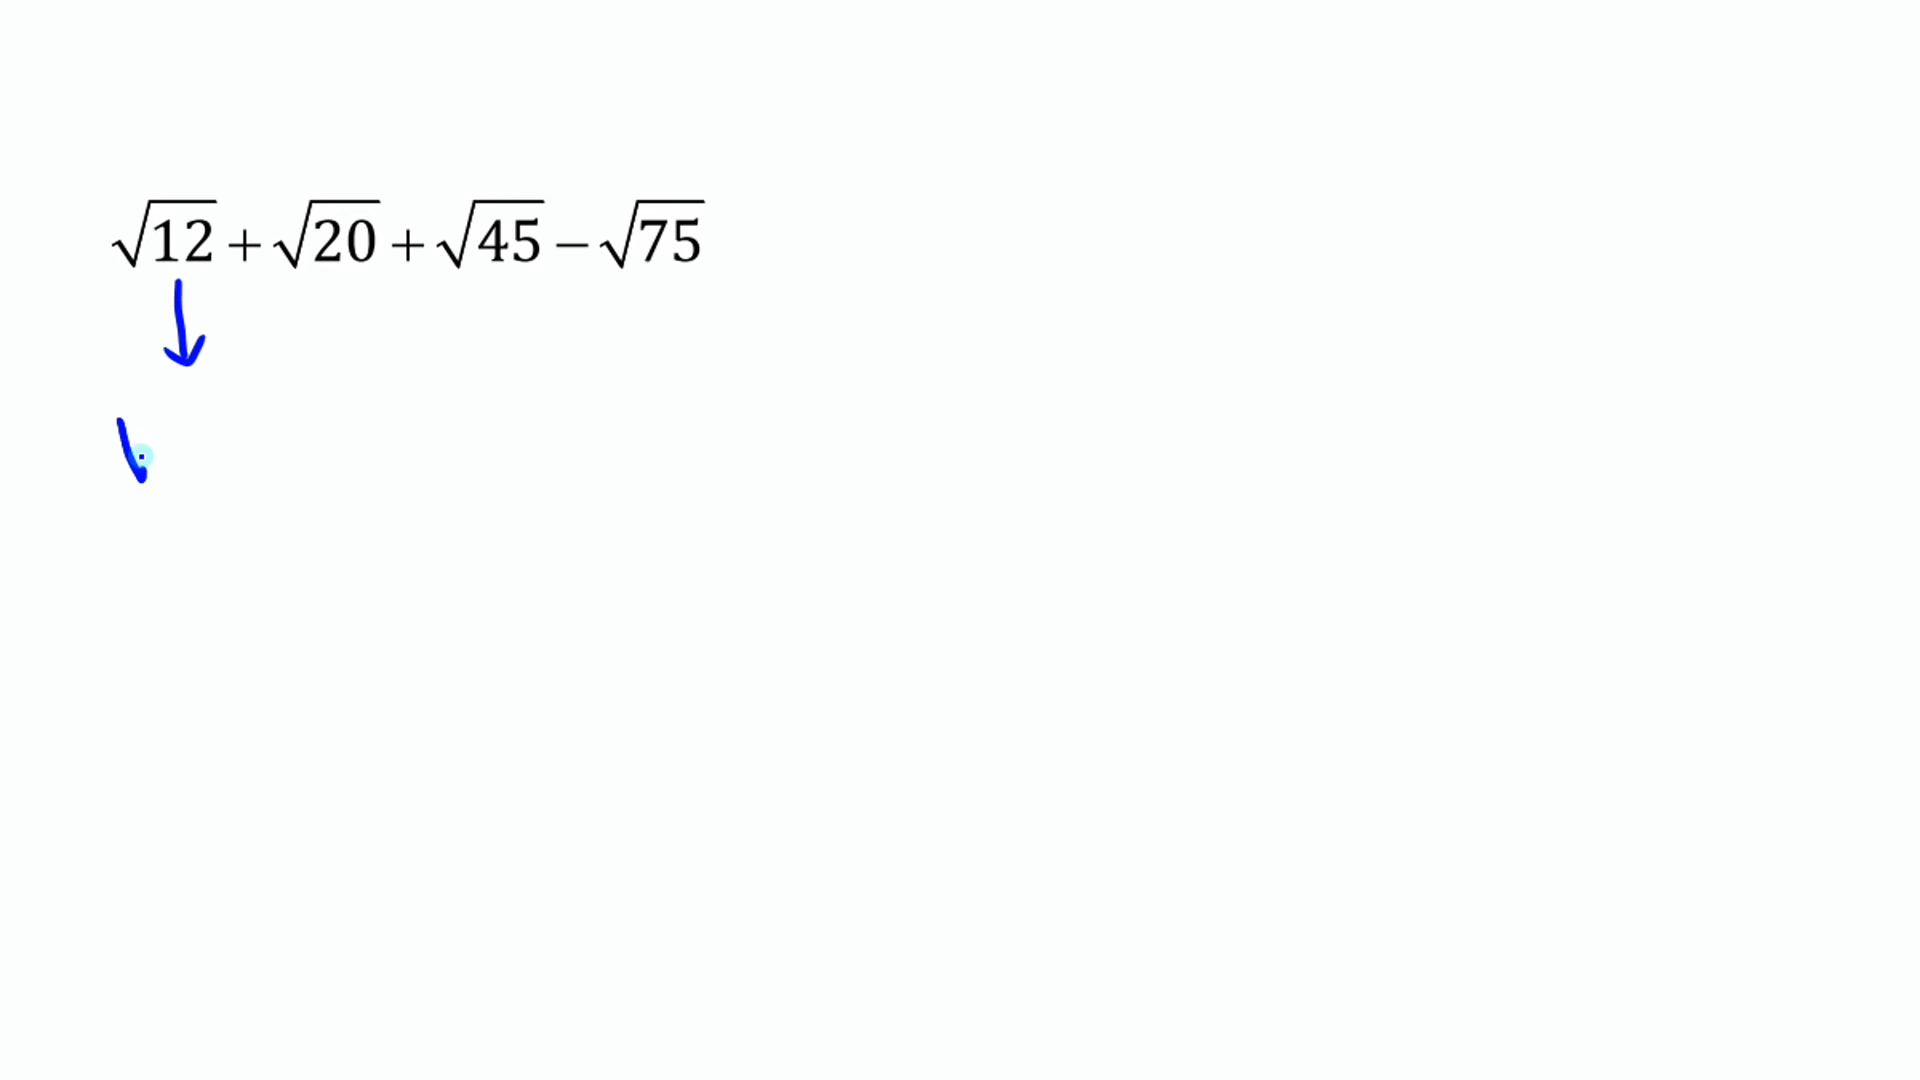 √12 + √20 + √45 − √75